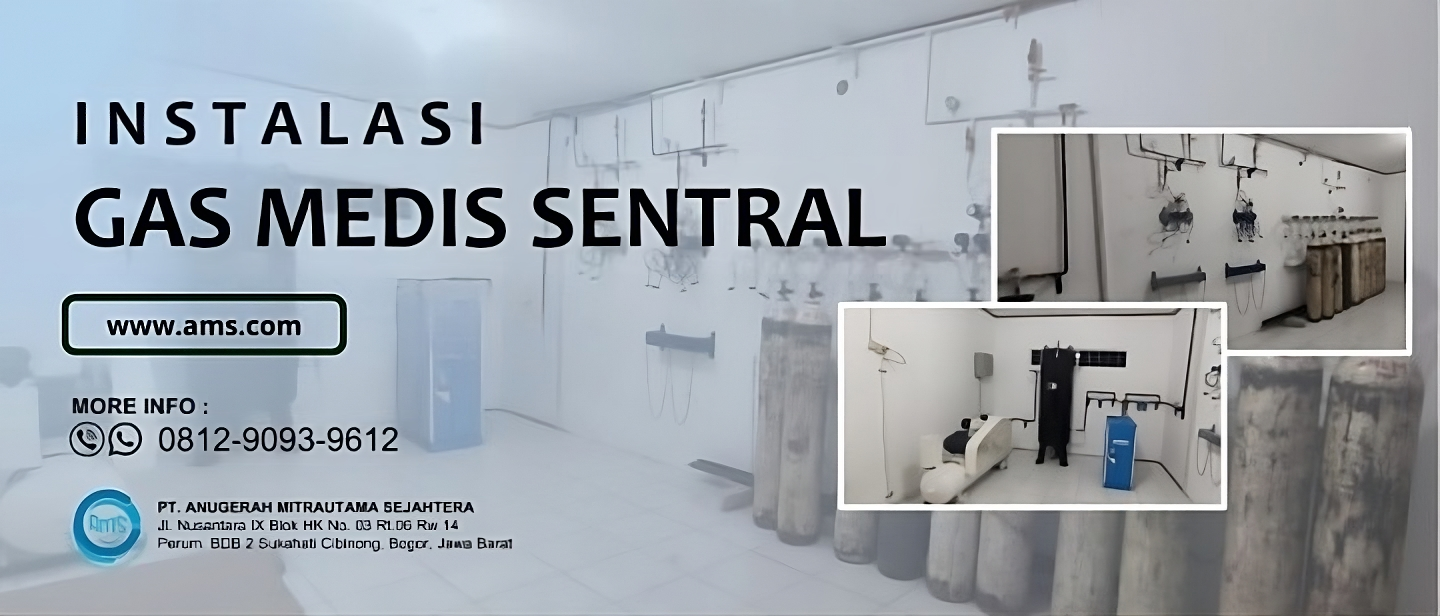 INSTALASI
GAS MEDIS SENTRAL
www.ams.com
MORE INFO :
0812-9093-9612
AMS
PT. ANUGERAH MITRAUTAMA SEJAHTERA
Jl. Nusantara IX Blok HK No. 03 Rt.06 Rw 14
Perum. BDB 2 Sukahati Cibinong, Bogor, Jawa Barat